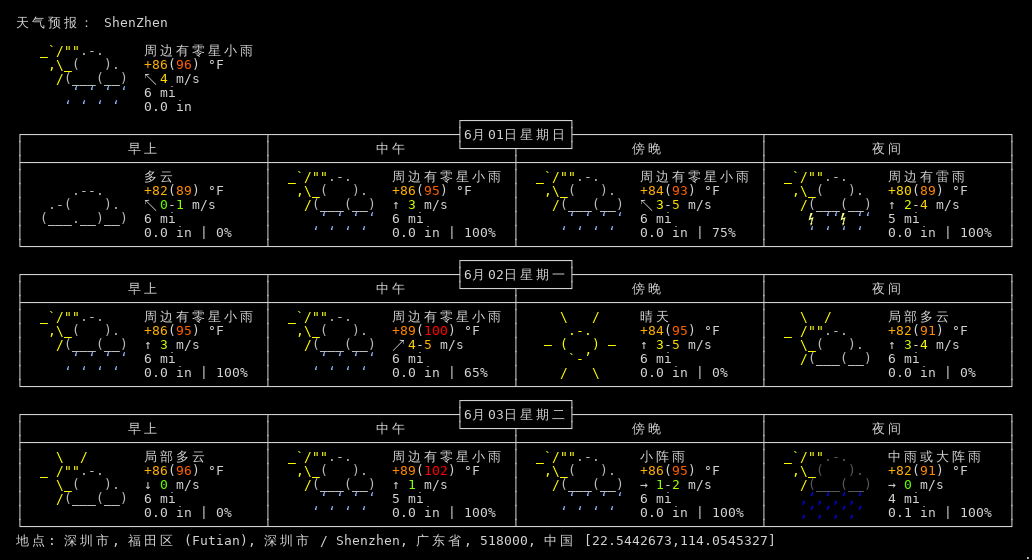 天气预报： ShenZhen
周边有零星小雨
+86(96) °F
↖4 m/s
6 mi
0.0 in
6月01日星期日
早上 中午 傍晚 夜间
多云 周边有零星小雨 周边有零星小雨 周边有雷雨
+82(89) °F +86(95) °F +84(93) °F +80(89) °F
↖0-1 m/s ↑ 3 m/s ↖3-5 m/s ↑ 2-4 m/s
6 mi 6 mi 6 mi 5 mi
0.0 in | 0% 0.0 in | 100% 0.0 in | 75% 0.0 in | 100%
6月02日星期一
早上 中午 傍晚 夜间
周边有零星小雨 周边有零星小雨 晴天 局部多云
+86(95) °F +89(100) °F +84(95) °F +82(91) °F
↑ 3 m/s ↗4-5 m/s ↑ 3-5 m/s ↑ 3-4 m/s
6 mi 6 mi 6 mi 6 mi
0.0 in | 100% 0.0 in | 65% 0.0 in | 0% 0.0 in | 0%
6月03日星期二
早上 中午 傍晚 夜间
局部多云 周边有零星小雨 小阵雨 中雨或大阵雨
+86(96) °F +89(102) °F +86(95) °F +82(91) °F
↓ 0 m/s ↑ 1 m/s → 1-2 m/s → 0 m/s
6 mi 5 mi 6 mi 4 mi
0.0 in | 0% 0.0 in | 100% 0.0 in | 100% 0.1 in | 100%
地点: 深圳市, 福田区 (Futian), 深圳市 / Shenzhen, 广东省, 518000, 中国 [22.5442673,114.0545327]